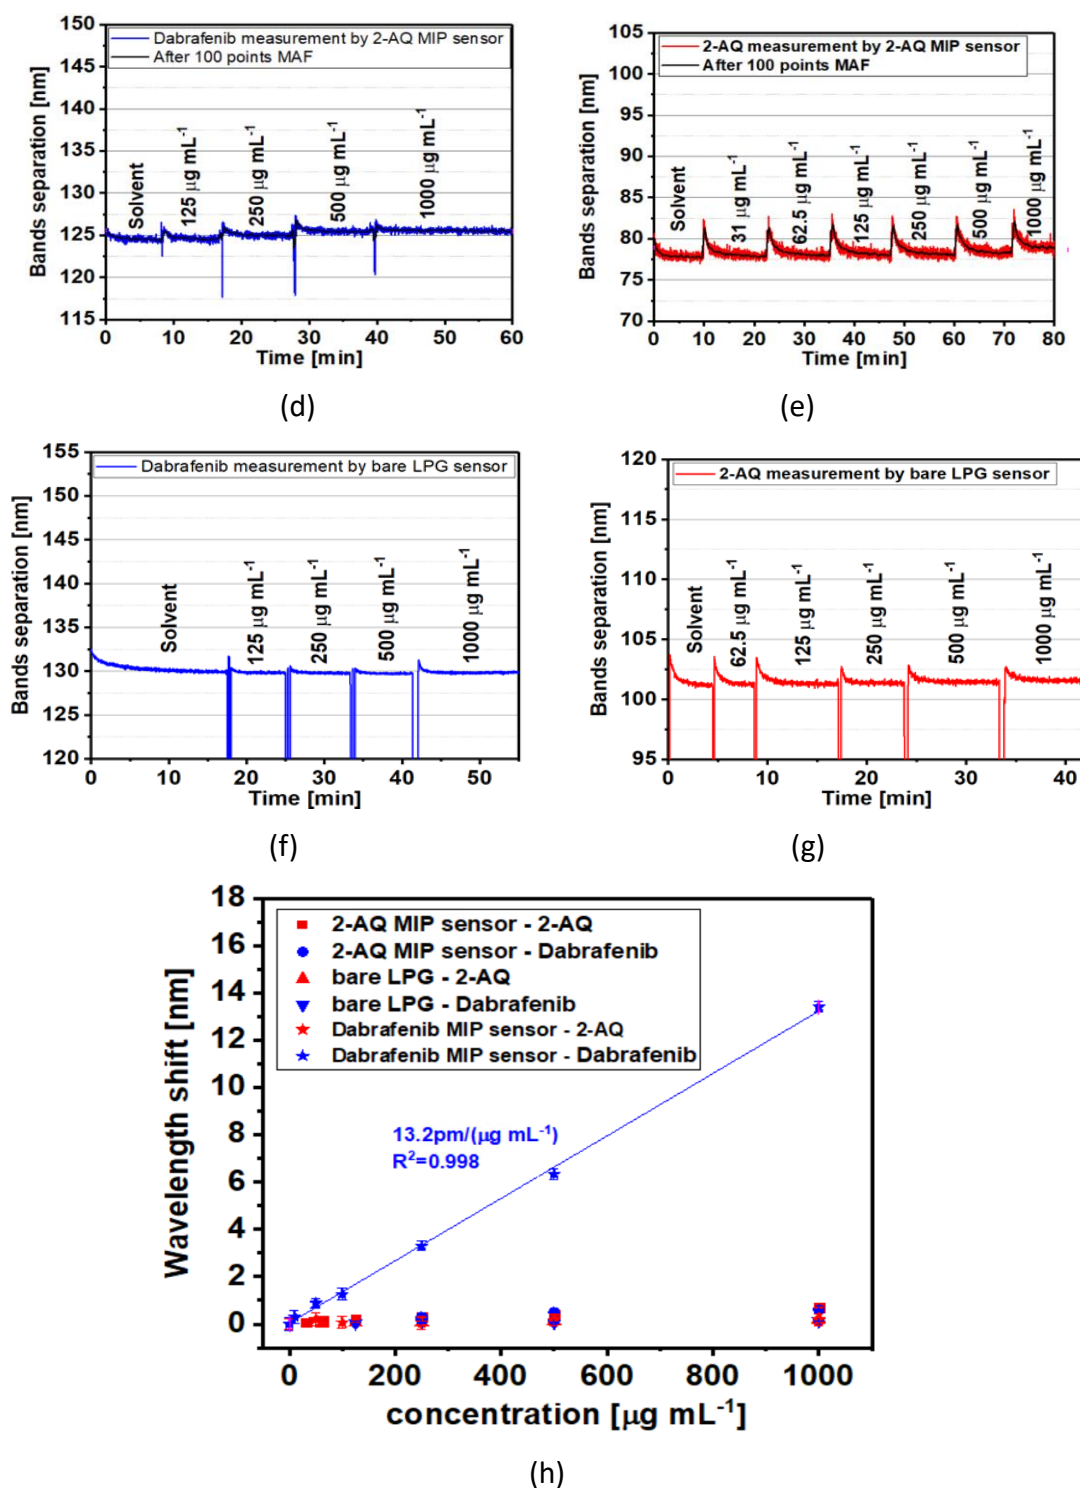 150
145
140
135
130
125
120
115
Bands separation [nm]
Dabrafenib measurement by 2-AQ MIP sensor
After 100 points MAF
Solvent
125 µg mL-1
250 µg mL-1
500 µg mL-1
1000 µg mL-1
0 10 20 30 40 50 60
Time [min]
(d)
105
100
95
90
85
80
75
70
Bands separation [nm]
2-AQ measurement by 2-AQ MIP sensor
After 100 points MAF
Solvent
31 µg mL-1
62.5 µg mL-1
125 µg mL-1
250 µg mL-1
500 µg mL-1
1000 µg mL-1
0 10 20 30 40 50 60 70 80
Time [min]
(e)
155
150
145
140
135
130
125
120
Bands separation [nm]
Dabrafenib measurement by bare LPG sensor
Solvent
125 µg mL-1
250 µg mL-1
500 µg mL-1
1000 µg mL-1
0 10 20 30 40 50
Time [min]
(f)
120
115
110
105
100
95
Bands separation [nm]
2-AQ measurement by bare LPG sensor
Solvent
62.5 µg mL-1
125 µg mL-1
250 µg mL-1
500 µg mL-1
1000 µg mL-1
0 10 20 30 40
Time [min]
(g)
18
16
14
12
10
8
6
4
2
0
Wavelength shift [nm]
2-AQ MIP sensor - 2-AQ
2-AQ MIP sensor - Dabrafenib
bare LPG - 2-AQ
bare LPG - Dabrafenib
Dabrafenib MIP sensor - 2-AQ
Dabrafenib MIP sensor - Dabrafenib
13.2pm/(µg mL-1)
R2=0.998
0 200 400 600 800 1000
concentration [µg mL-1]
(h)